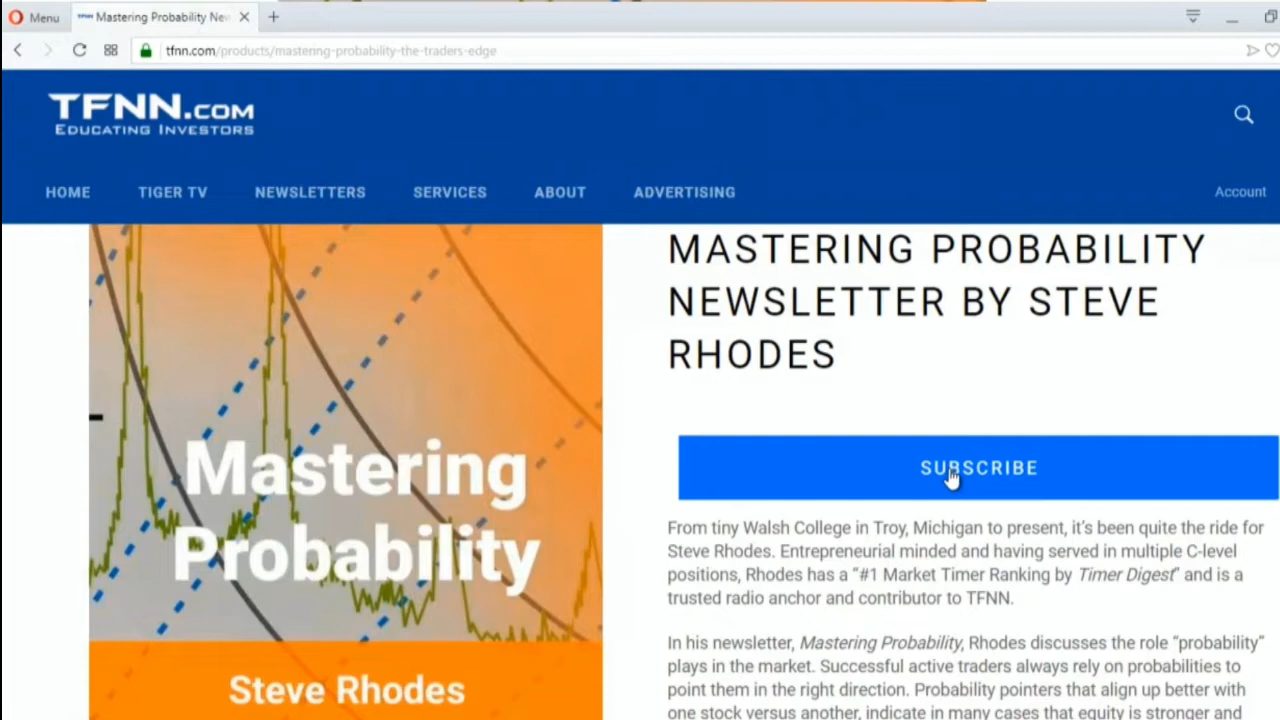 Menu
TFNN Mastering Probability New
tfnn.com/products/mastering-probability-the-traders-edge
TFNN.COM
EDUCATING INVESTORS
HOME TIGER TV NEWSLETTERS SERVICES ABOUT ADVERTISING Account
MASTERING PROBABILITY
NEWSLETTER BY STEVE
RHODES
Mastering
Probability
Steve Rhodes
SUBSCRIBE
From tiny Walsh College in Troy, Michigan to present, it’s been quite the ride for
Steve Rhodes. Entrepreneurial minded and having served in multiple C-level
positions, Rhodes has a “#1 Market Timer Ranking by Timer Digest” and is a
trusted radio anchor and contributor to TFNN.
In his newsletter, Mastering Probability, Rhodes discusses the role “probability”
plays in the market. Successful active traders always rely on probabilities to
point them in the right direction. Probability pointers that align up better with
one stock versus another, indicate in many cases that equity is stronger and